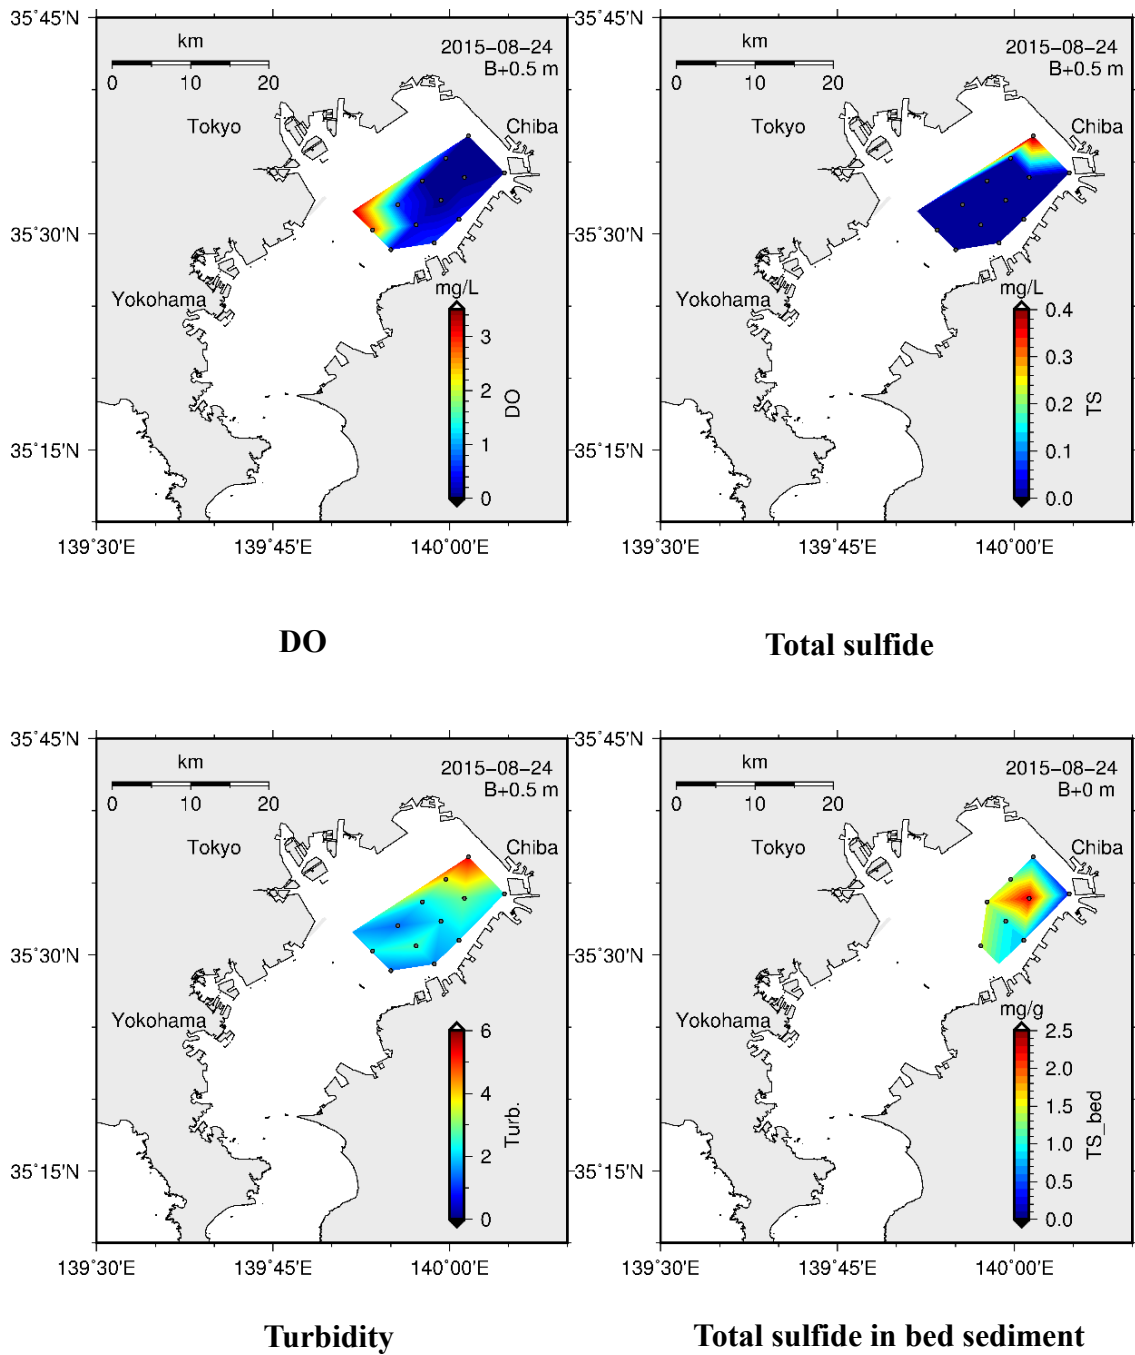 35˚45'N
km
0 10 20
2015-08-24
B+0.5 m
Tokyo
Chiba
35˚30'N
Yokohama
mg/L
3
2
1
0
DO
35˚15'N
139˚30'E 139˚45'E 140˚00'E
DO
35˚45'N
km
0 10 20
2015-08-24
B+0.5 m
Tokyo
Chiba
35˚30'N
Yokohama
mg/L
0.4
0.3
0.2
0.1
0.0
TS
35˚15'N
139˚30'E 139˚45'E 140˚00'E
Total sulfide
35˚45'N
km
0 10 20
2015-08-24
B+0.5 m
Tokyo
Chiba
35˚30'N
Yokohama
6
4
2
0
Turb.
35˚15'N
139˚30'E 139˚45'E 140˚00'E
Turbidity
35˚45'N
km
0 10 20
2015-08-24
B+0 m
Tokyo
Chiba
35˚30'N
Yokohama
mg/g
2.5
2.0
1.5
1.0
0.5
0.0
TS_bed
35˚15'N
139˚30'E 139˚45'E 140˚00'E
Total sulfide in bed sediment